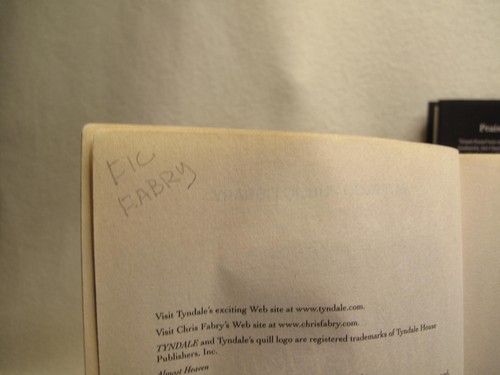 FIC
FABRY
Visit Tyndale's exciting Web site at www.tyndale.com.
Visit Chris Fabry's Web site at www.chrisfabry.com.
TYNDALE and Tyndale's quill logo are registered trademarks of Tyndale House
Publishers, Inc.
Almost Heaven